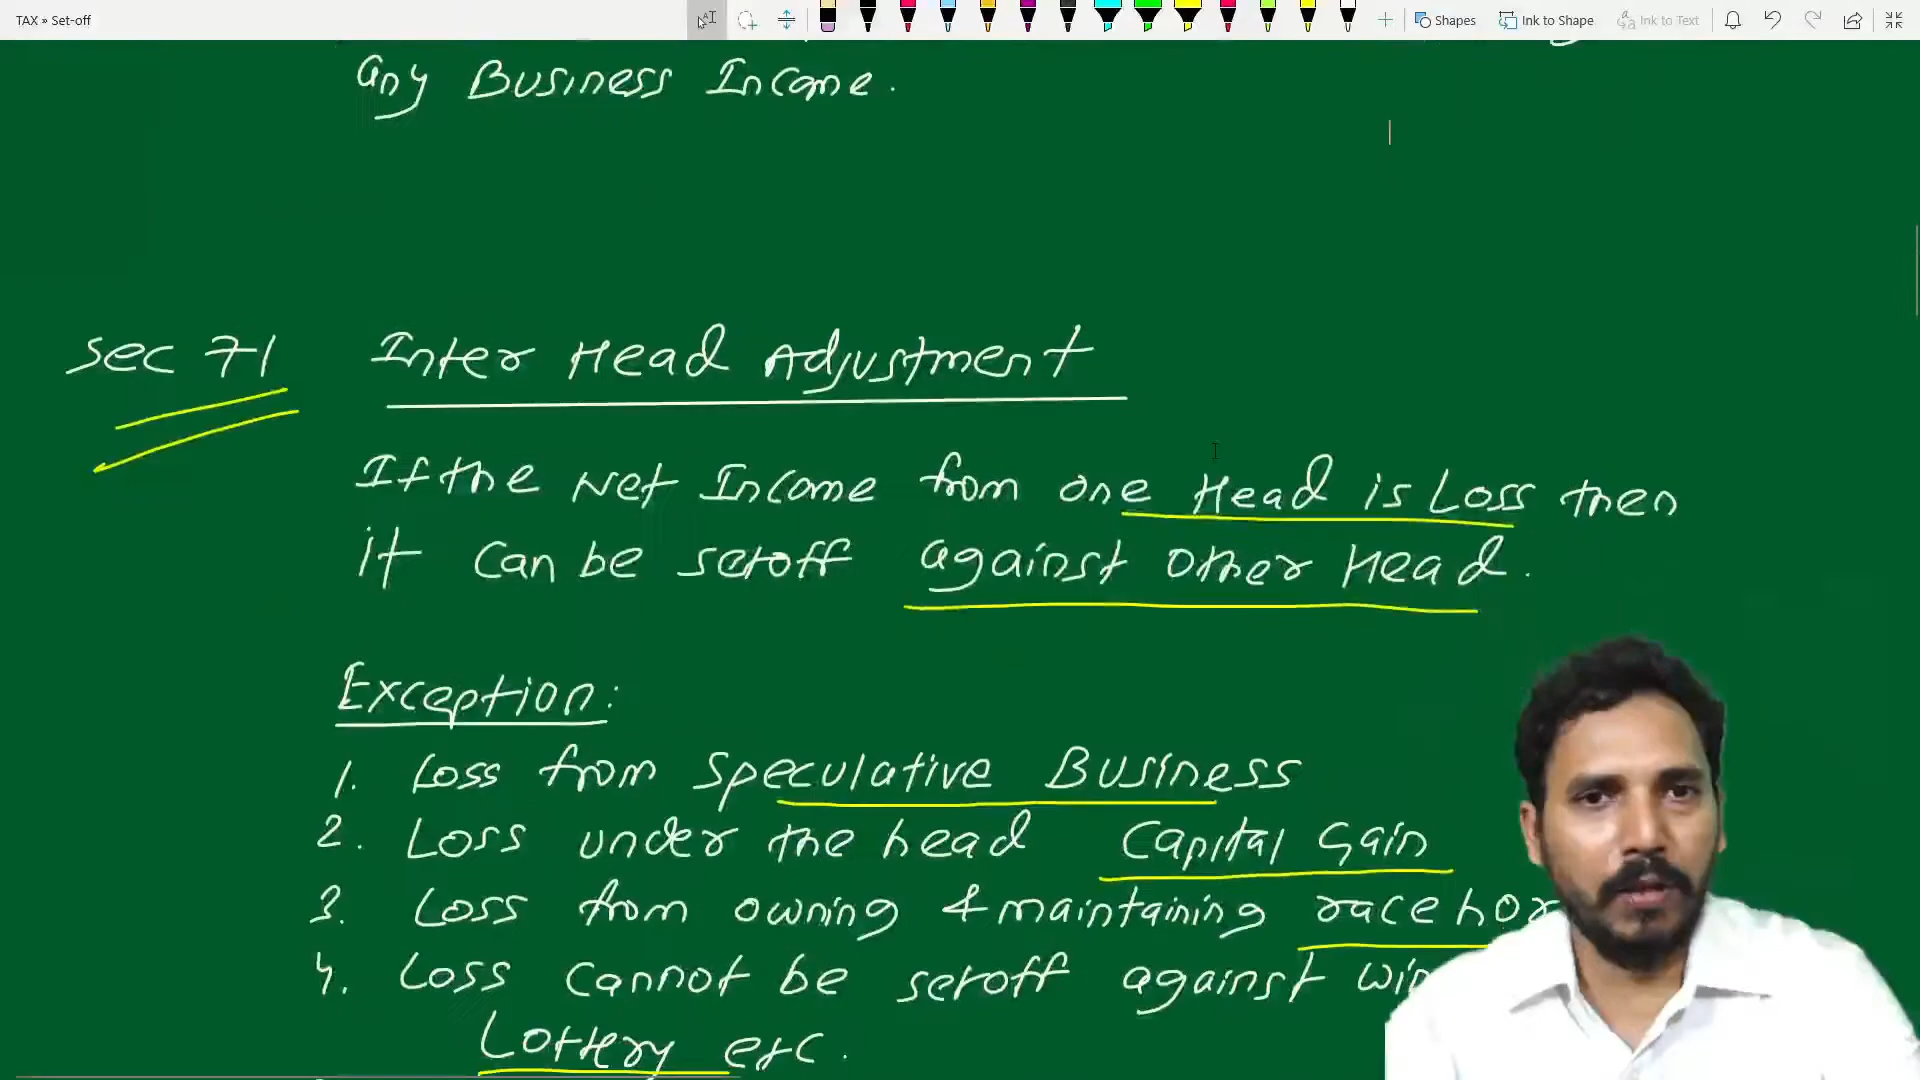 TAX » Set-off
Shapes
Ink to Shape
Ink to Text
any Business Income.
Sec 71 Inter Head Adjustment
If the Net Income from one Head is Loss then
it can be setoff against other Head.
Exception:
1. Loss from Speculative Business
2. Loss under the head Capital Gain
3. Loss from owning & maintaining race
4. Loss cannot be setoff against
Lottery etc.